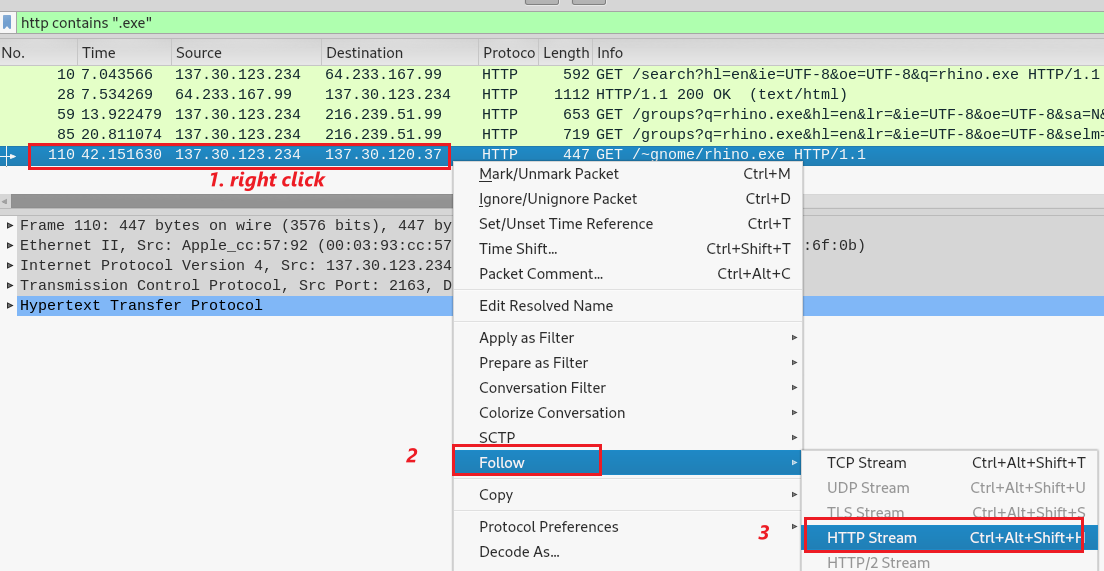 http contains ".exe"
No. Time Source Destination Protoco Length Info
10 7.043566 137.30.123.234 64.233.167.99 HTTP 592 GET /search?hl=en&ie=UTF-8&oe=UTF-8&q=rhino.exe HTTP/1.1
28 7.534269 64.233.167.99 137.30.123.234 HTTP 1112 HTTP/1.1 200 OK (text/html)
59 13.922479 137.30.123.234 216.239.51.99 HTTP 653 GET /groups?q=rhino.exe&hl=en&lr=&ie=UTF-8&oe=UTF-8&sa=N&
85 20.811074 137.30.123.234 216.239.51.99 HTTP 719 GET /groups?q=rhino.exe&hl=en&lr=&ie=UTF-8&oe=UTF-8&selm=
110 42.151630 137.30.123.234 137.30.120.37 HTTP 447 GET /~gnome/rhino.exe HTTP/1.1
1. right click
Mark/Unmark Packet Ctrl+M
Ignore/Unignore Packet Ctrl+D
Set/Unset Time Reference Ctrl+T
Time Shift... Ctrl+Shift+T
Packet Comment... Ctrl+Alt+C
Edit Resolved Name
Apply as Filter
Prepare as Filter
Conversation Filter
Colorize Conversation
SCTP
Follow
Copy
Protocol Preferences
Decode As...
Frame 110: 447 bytes on wire (3576 bits), 447 by
Ethernet II, Src: Apple_cc:57:92 (00:03:93:cc:57 :6f:0b)
Internet Protocol Version 4, Src: 137.30.123.234
Transmission Control Protocol, Src Port: 2163, D
Hypertext Transfer Protocol
2
3
TCP Stream Ctrl+Alt+Shift+T
UDP Stream Ctrl+Alt+Shift+U
TLS Stream Ctrl+Alt+Shift+S
HTTP Stream Ctrl+Alt+Shift+H
HTTP/2 Stream